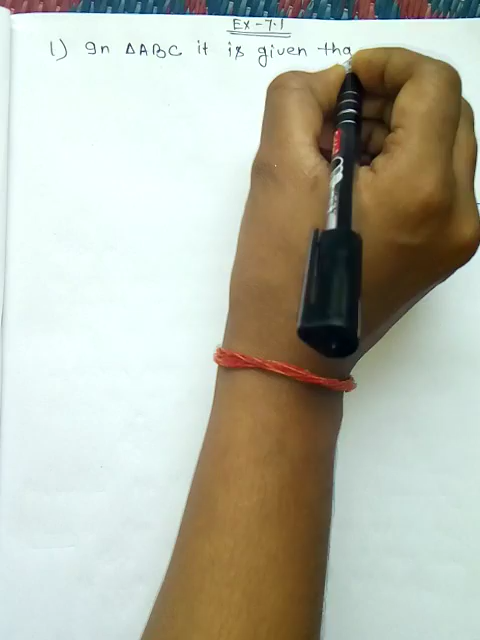 Ex-7.1
1) In ΔABC it is given tha